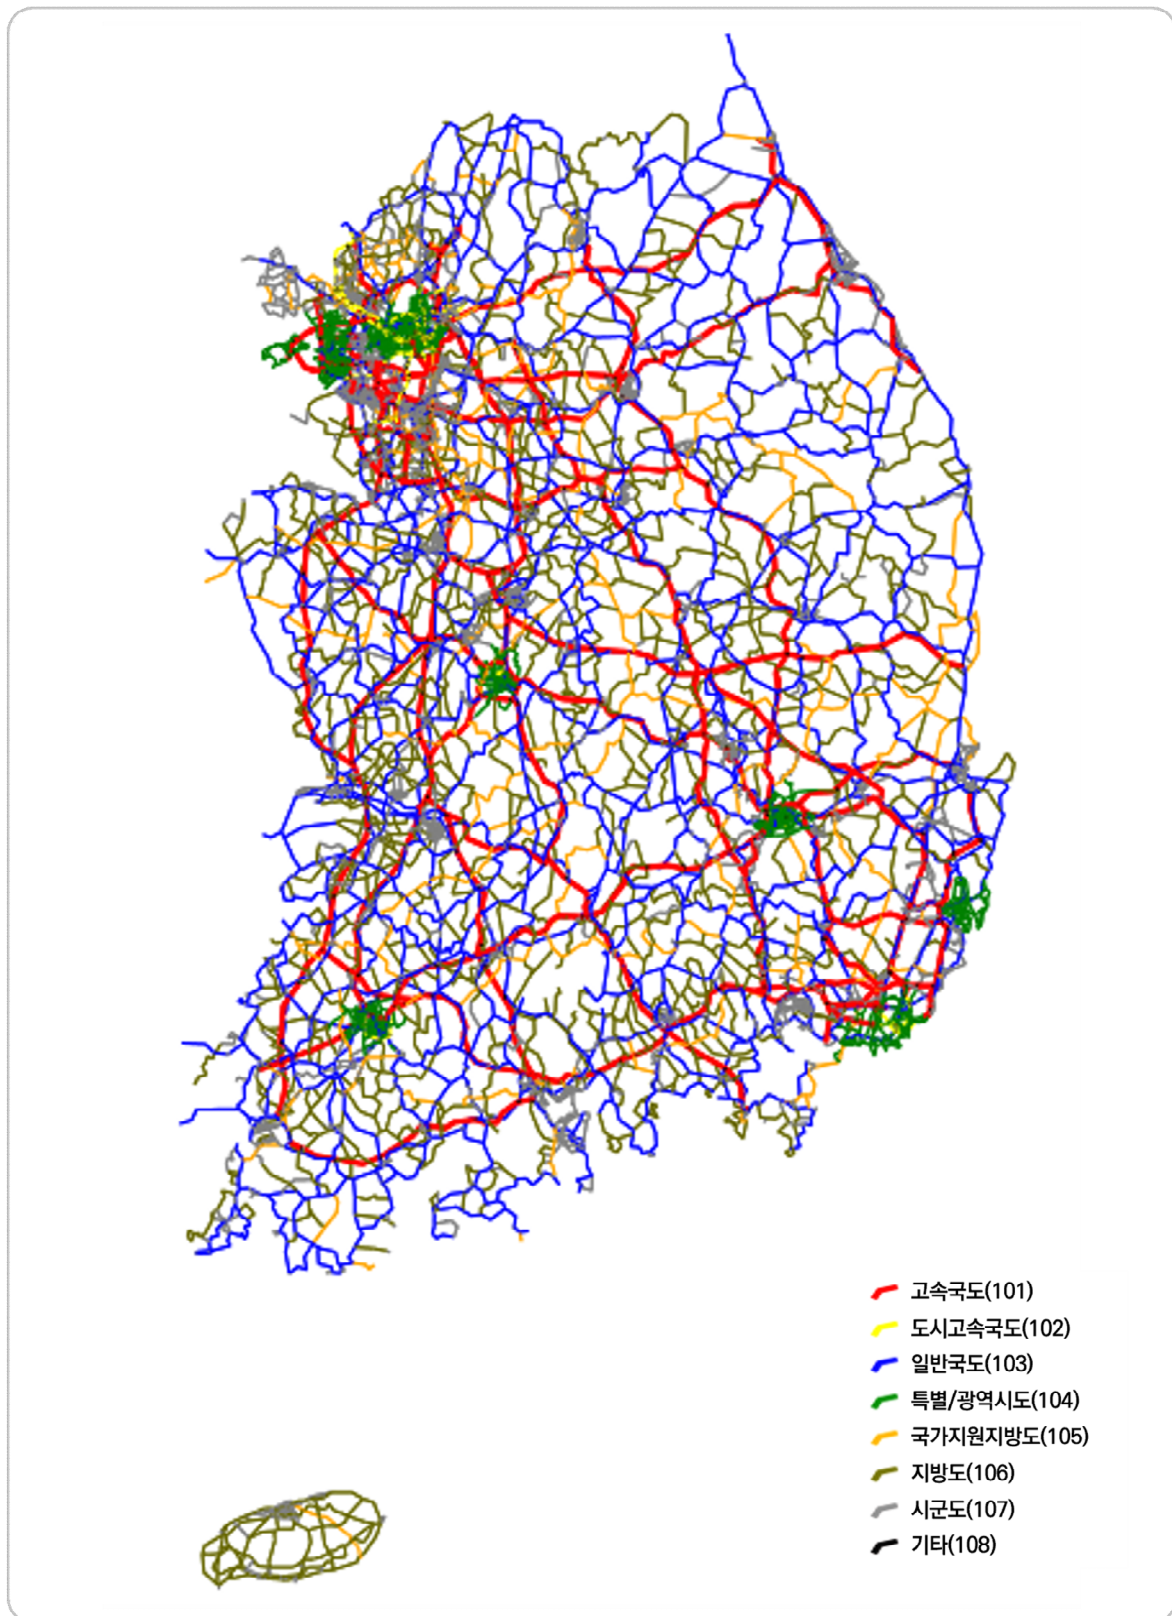 고속국도(101)
도시고속국도(102)
일반국도(103)
특별/광역시도(104)
국가지원지방도(105)
지방도(106)
시군도(107)
기타(108)